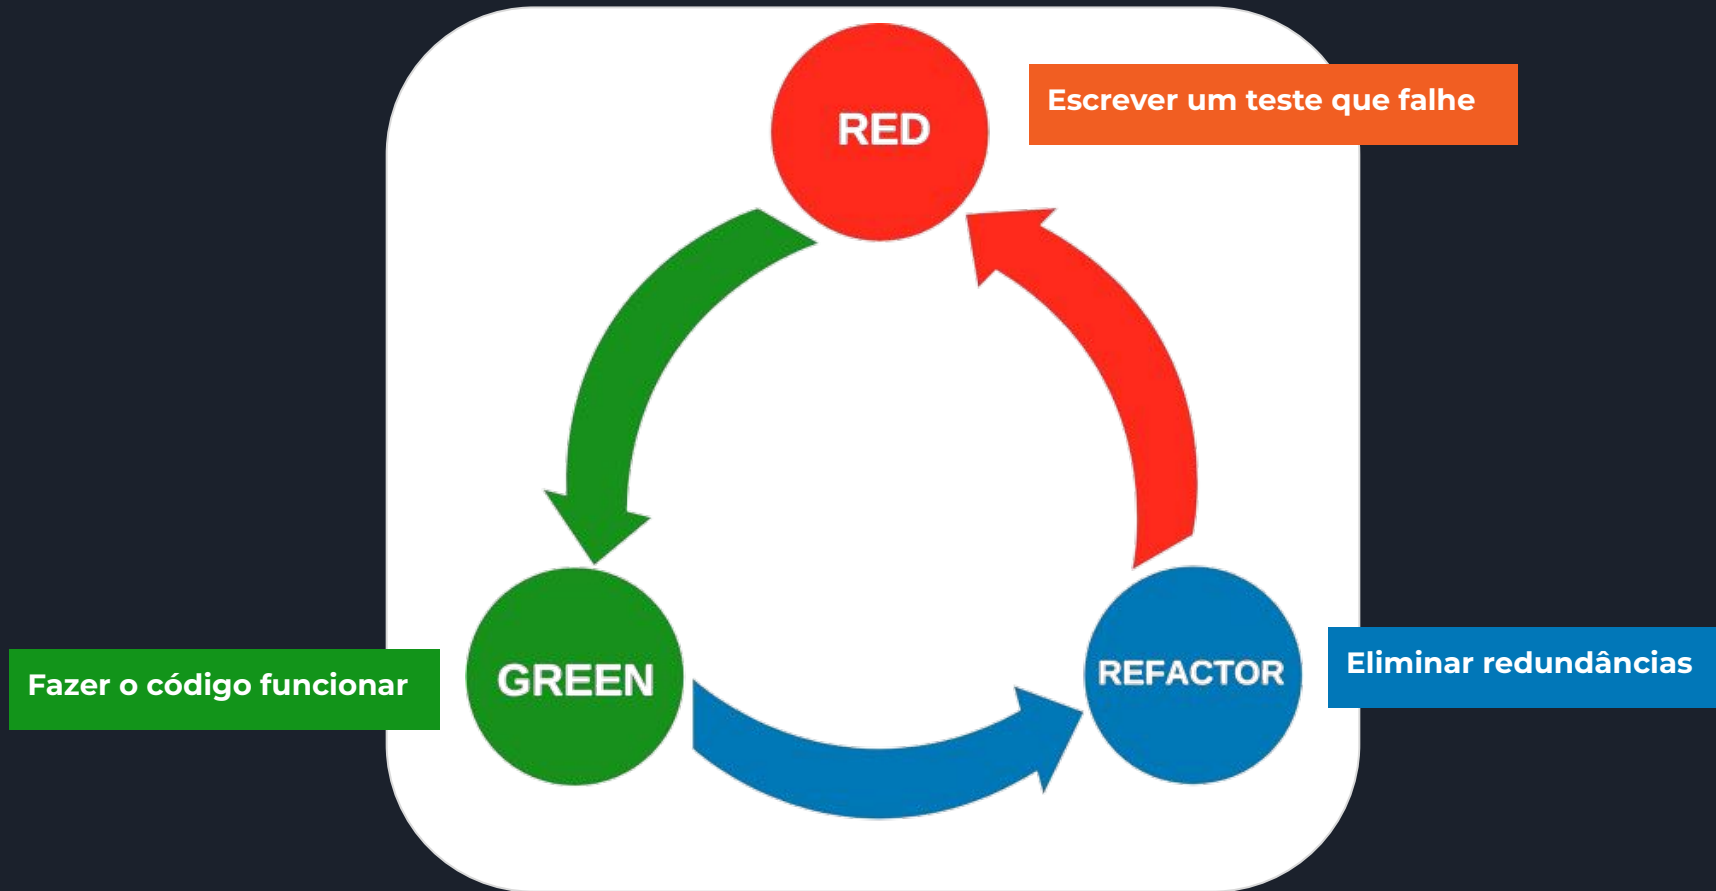 RED
Escrever um teste que falhe
GREEN
Fazer o código funcionar
REFACTOR
Eliminar redundâncias